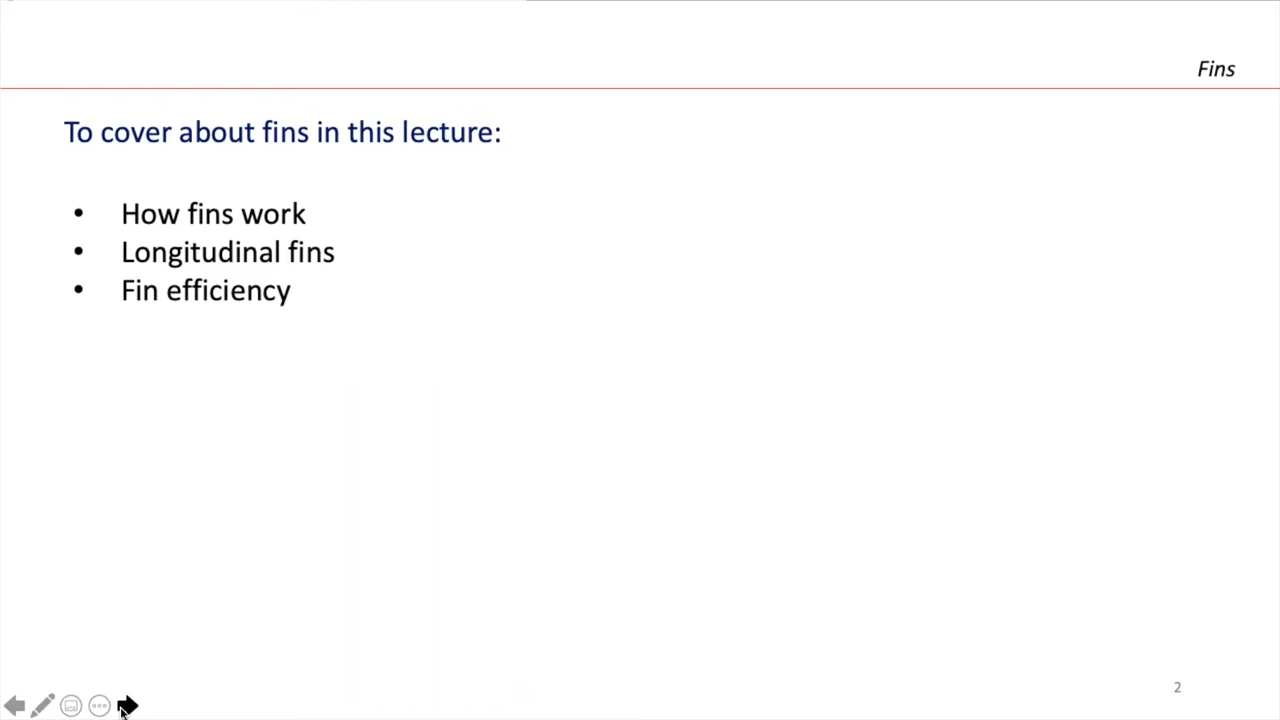 Fins
To cover about fins in this lecture:
• How fins work
• Longitudinal fins
• Fin efficiency
2